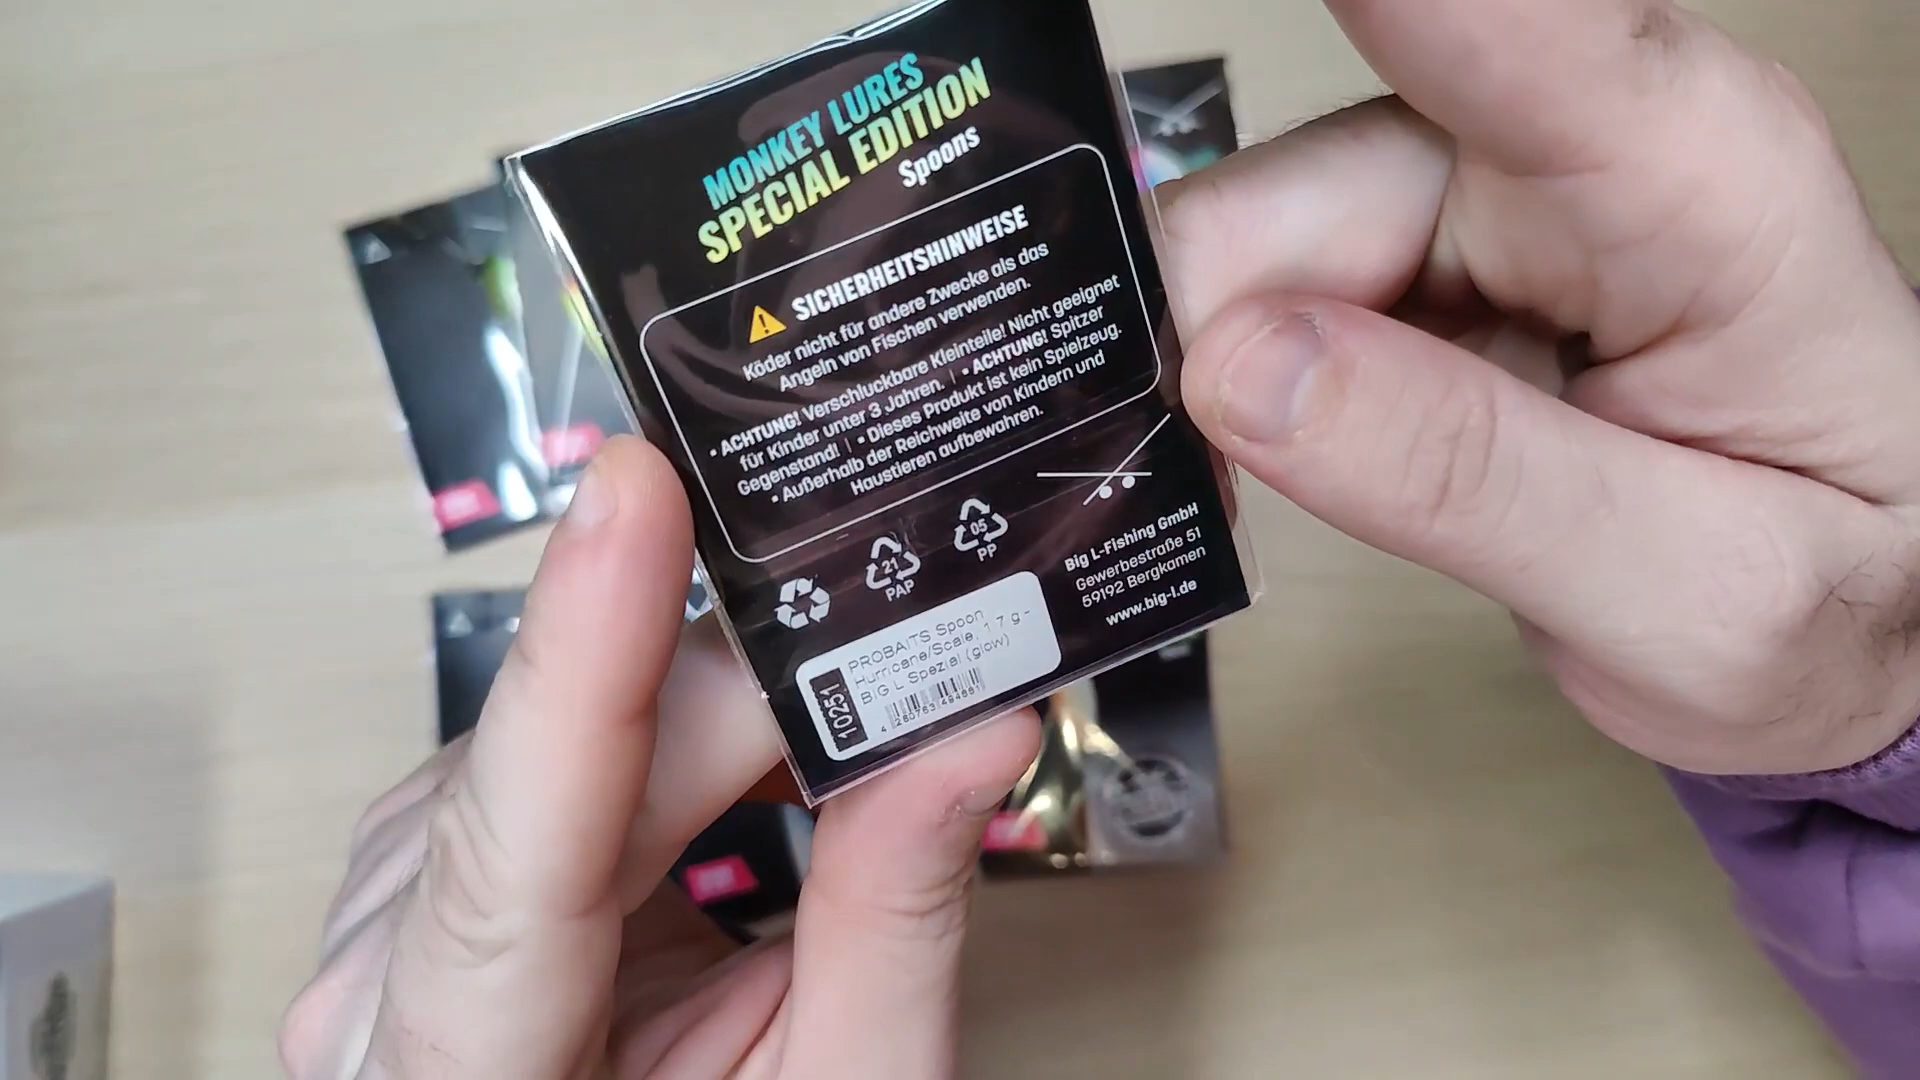 MONKEY LURES
SPECIAL EDITION
Spoons
SICHERHEITSHINWEISE
Köder nicht für andere Zwecke als das
Angeln von Fischen verwenden.
• ACHTUNG! Verschluckbare Kleinteile! Nicht geeignet
für Kinder unter 3 Jahren. | • ACHTUNG! Spitzer
Gegenstand! | • Dieses Produkt ist kein Spielzeug.
• Außerhalb der Reichweite von Kindern und
Haustieren aufbewahren.
21
PAP
05
PP
Big L-Fishing GmbH
Gewerbestraße 51
59192 Bergkamen
www.big-l.de
10251
PROBAITS Spoon
Hurricane/Scale, 1,7 g -
BIG L Spezial (glow)
4 260763 494881